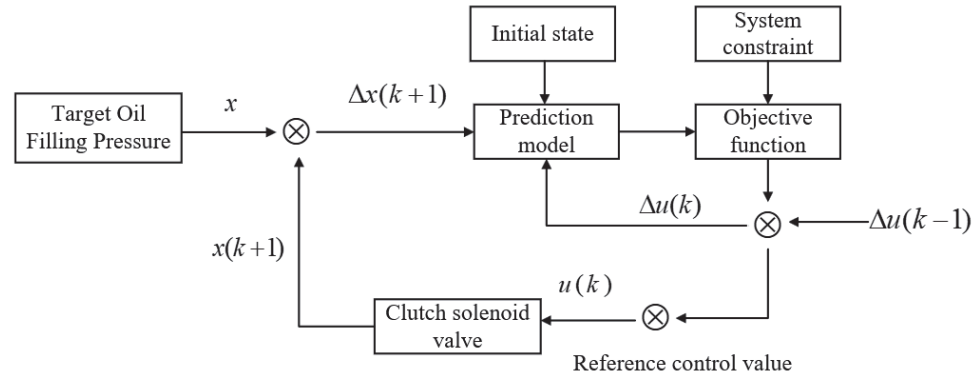 Initial state
System
constraint
Target Oil
Filling Pressure
x
Δx(k+1)
Prediction
model
Objective
function
Δu(k)
Δu(k−1)
x(k+1)
u(k)
Clutch solenoid
valve
Reference control value